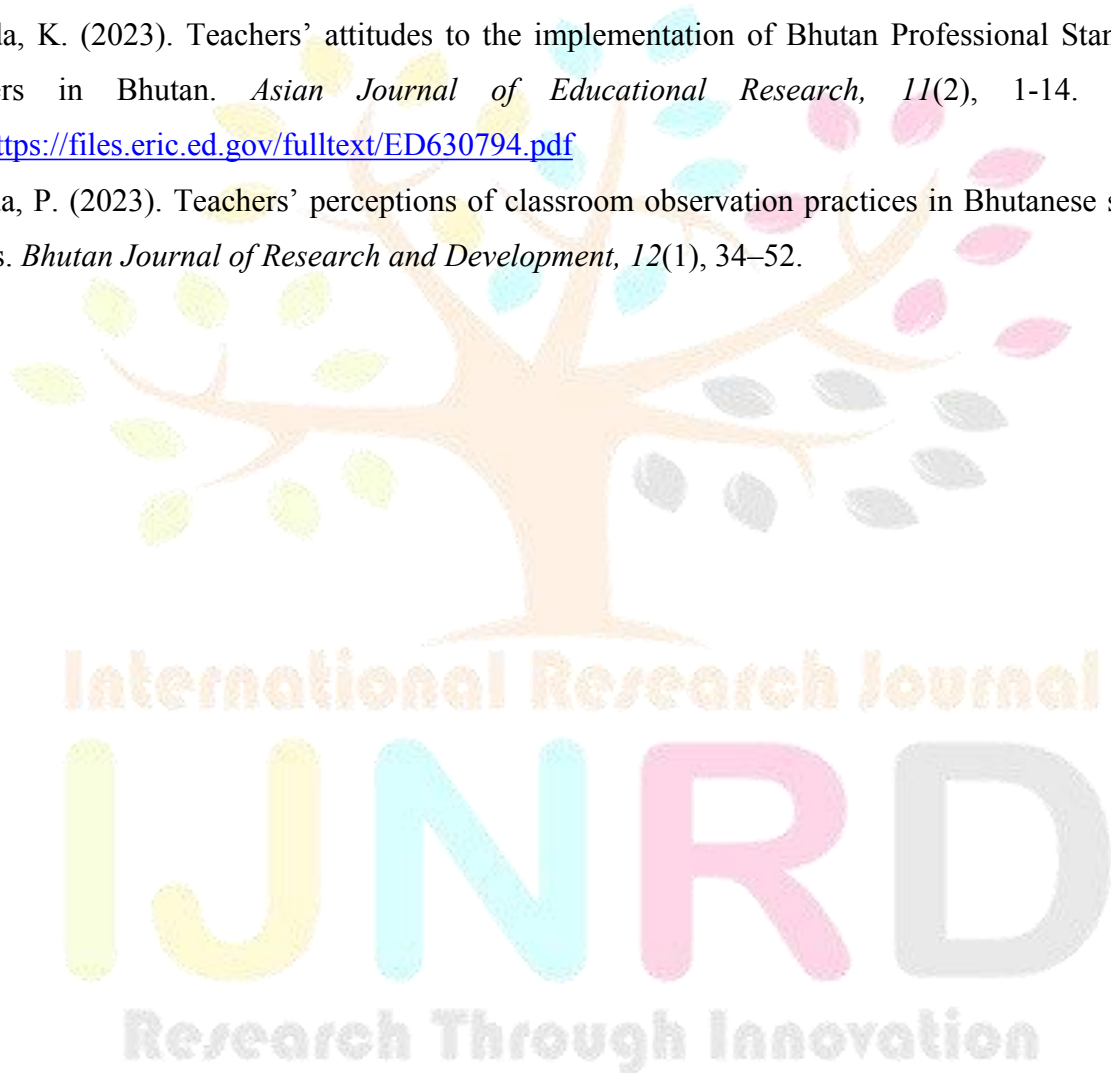 la, K. (2023). Teachers’ attitudes to the implementation of Bhutan Professional Stan
ers in Bhutan. Asian Journal of Educational Research, 11(2), 1-14.
ttps://files.eric.ed.gov/fulltext/ED630794.pdf
a, P. (2023). Teachers’ perceptions of classroom observation practices in Bhutanese s
s. Bhutan Journal of Research and Development, 12(1), 34–52.
International Research Journal
IJNRD
Research Through Innovation